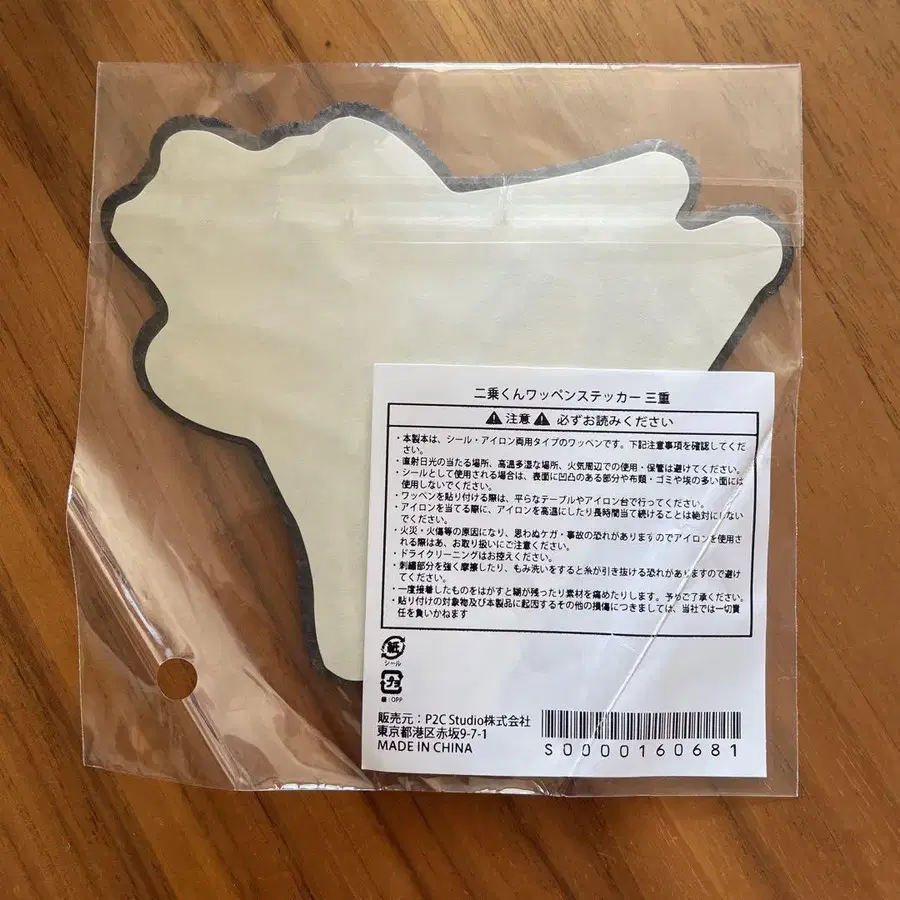 二乗くんワッペンステッカー 三重
⚠ 注意 ⚠ 必ずお読みください
・本製本は、シール・アイロン両用タイプのワッペンです。下記注意事項を確認してくだ
さい。
・直射日光の当たる場所、高温多湿な場所、火気周辺での使用・保管は避けてください。
・シールとして使用される場合は、表面に凹凸のある部分や布類・ゴミや埃の多い面には
使用しないでください。
・ワッペンを貼り付ける際は、平らなテーブルやアイロン台で行ってください。
・アイロンを当てる際に、アイロンを高温にしたり長時間当て続けることは絶対にしない
でください。
・火災・火傷等の原因になり、思わぬケガ・事故の恐れがありますのでアイロンを使用さ
れる際はあ、お取り扱いにご注意ください。
・ドライクリーニングはお控えください。
・刺繍部分を強く摩擦したり、もみ洗いをすると糸が引き抜ける恐れがありますので避け
てください。
・一度接着したものをはがすと糊が残ったり素材を痛めたりします。予めご了承ください。
・貼り付けの対象物及び本製品に起因するその他の損傷につきましては、当社では一切責
任を負いかねます
紙
シール
プラ
袋：OPP
販売元：P2C Studio株式会社
東京都港区赤坂9-7-1
MADE IN CHINA
S0000160681